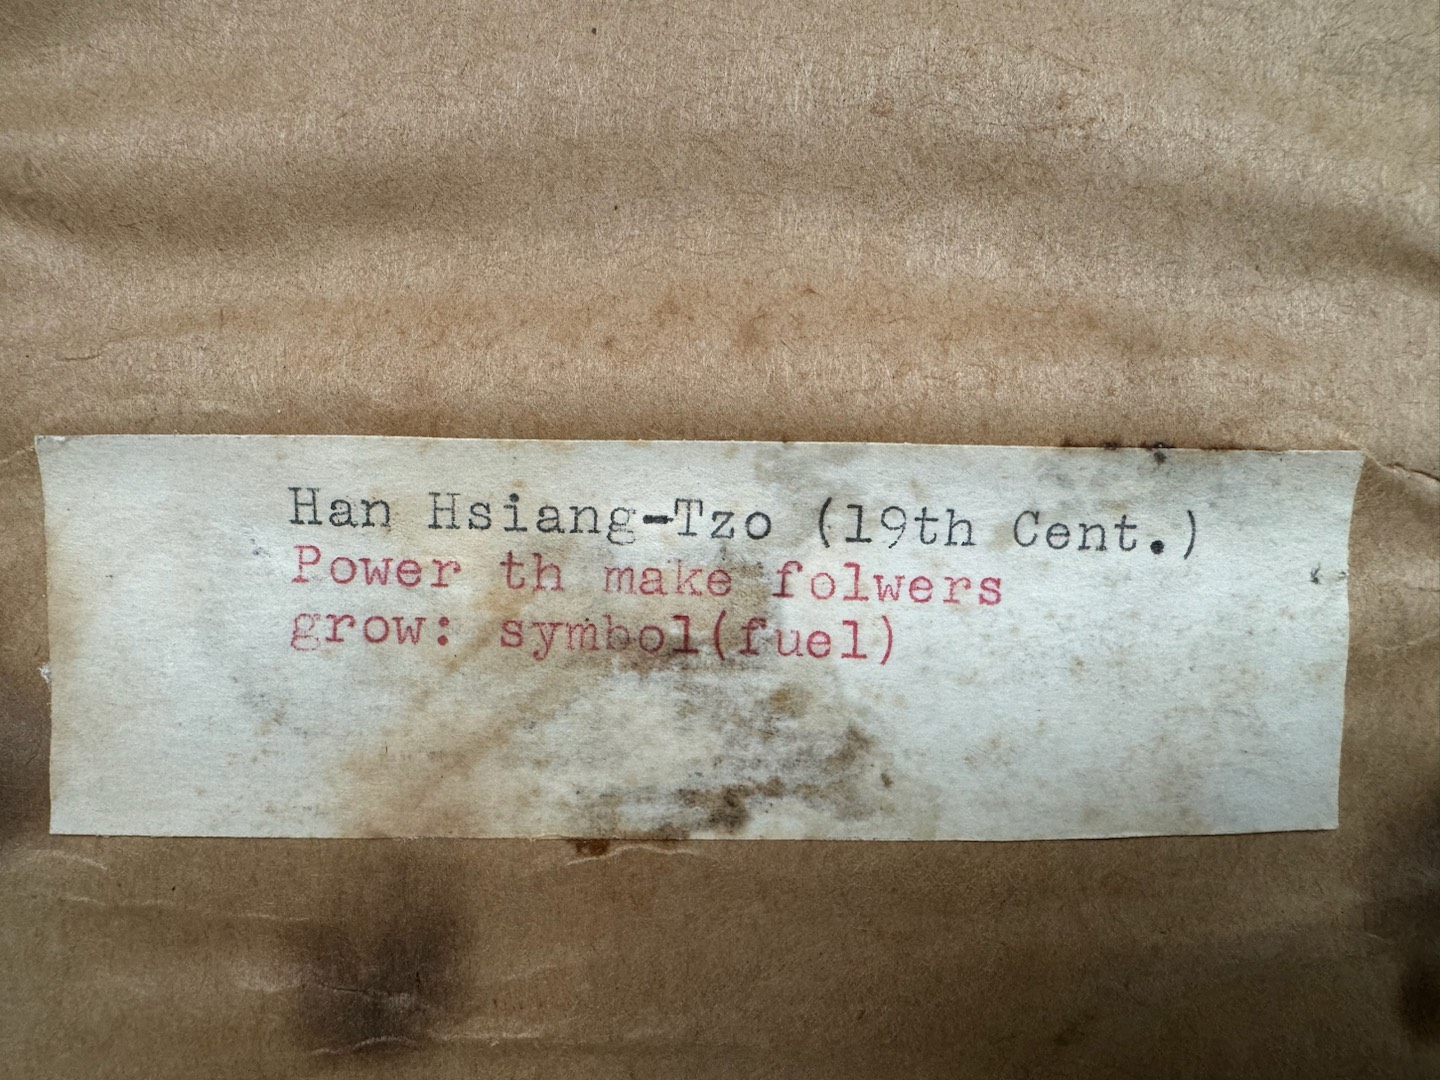 Han Hsiang-Tzo (19th Cent.)
Power th make folwers
grow: symbol(fuel)